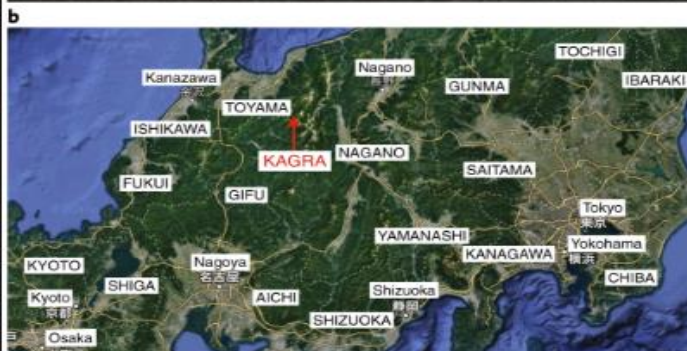 b
TOCHIGI
Nagano
Kanazawa
GUNMA
IBARAKI
TOYAMA
ISHIKAWA
KAGRA
NAGANO
SAITAMA
FUKUI
GIFU
Tokyo
東京
YAMANASHI
Yokohama
横浜
KANAGAWA
KYOTO
Nagoya
名古屋
CHIBA
SHIGA
Kyoto
京都
AICHI
Shizuoka
静岡
SHIZUOKA
Osaka